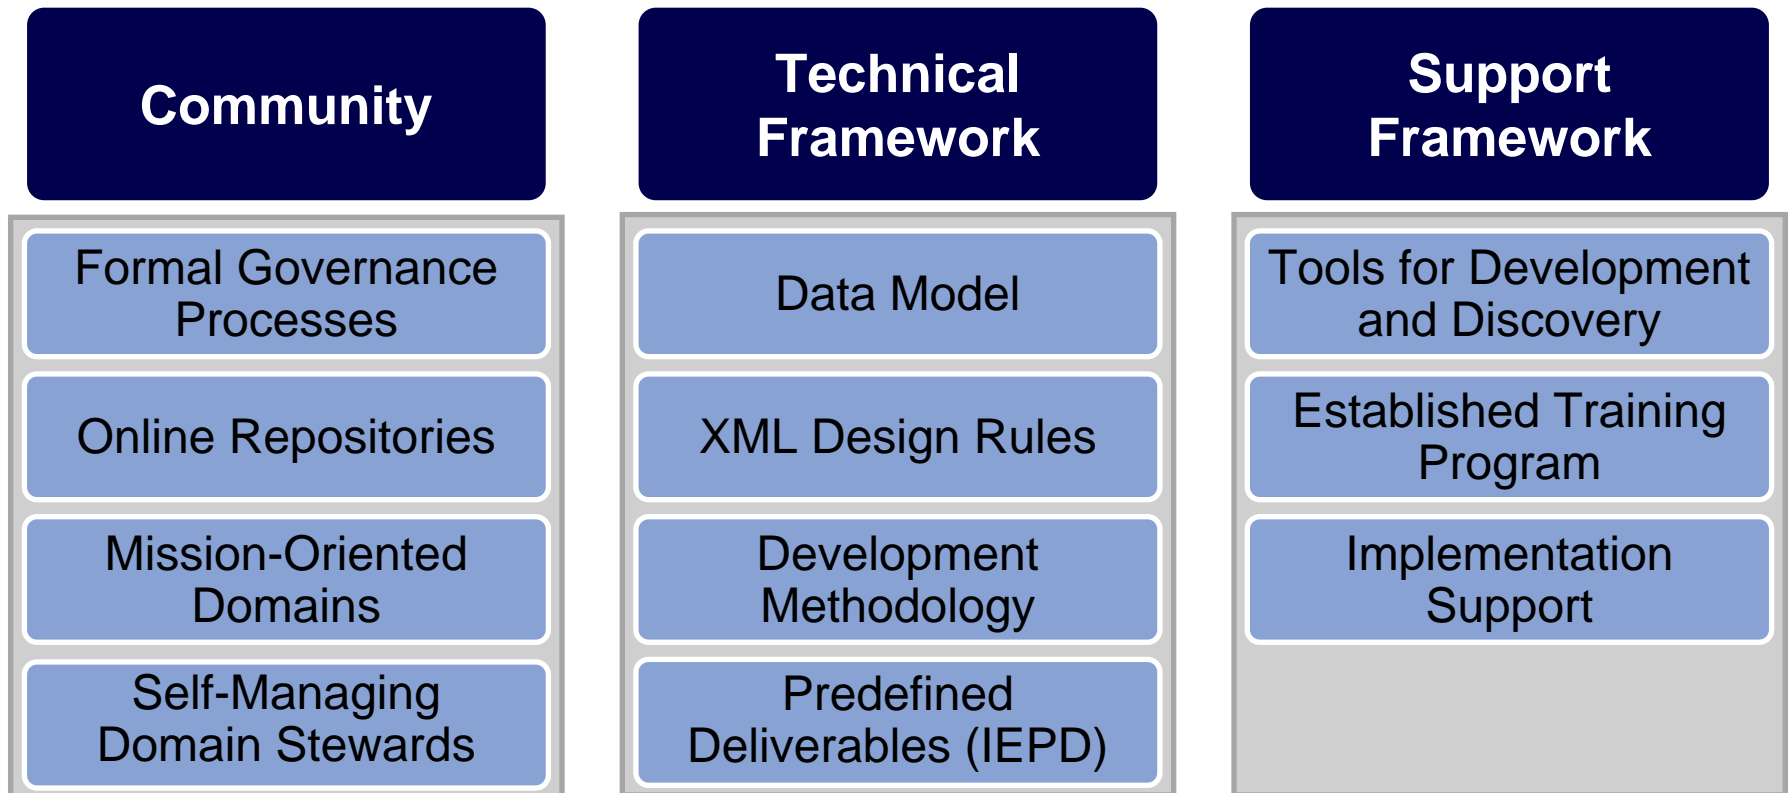 Community
Formal Governance
Processes
Online Repositories
Mission-Oriented
Domains
Self-Managing
Domain Stewards
Technical
Framework
Data Model
XML Design Rules
Development
Methodology
Predefined
Deliverables (IEPD)
Support
Framework
Tools for Development
and Discovery
Established Training
Program
Implementation
Support